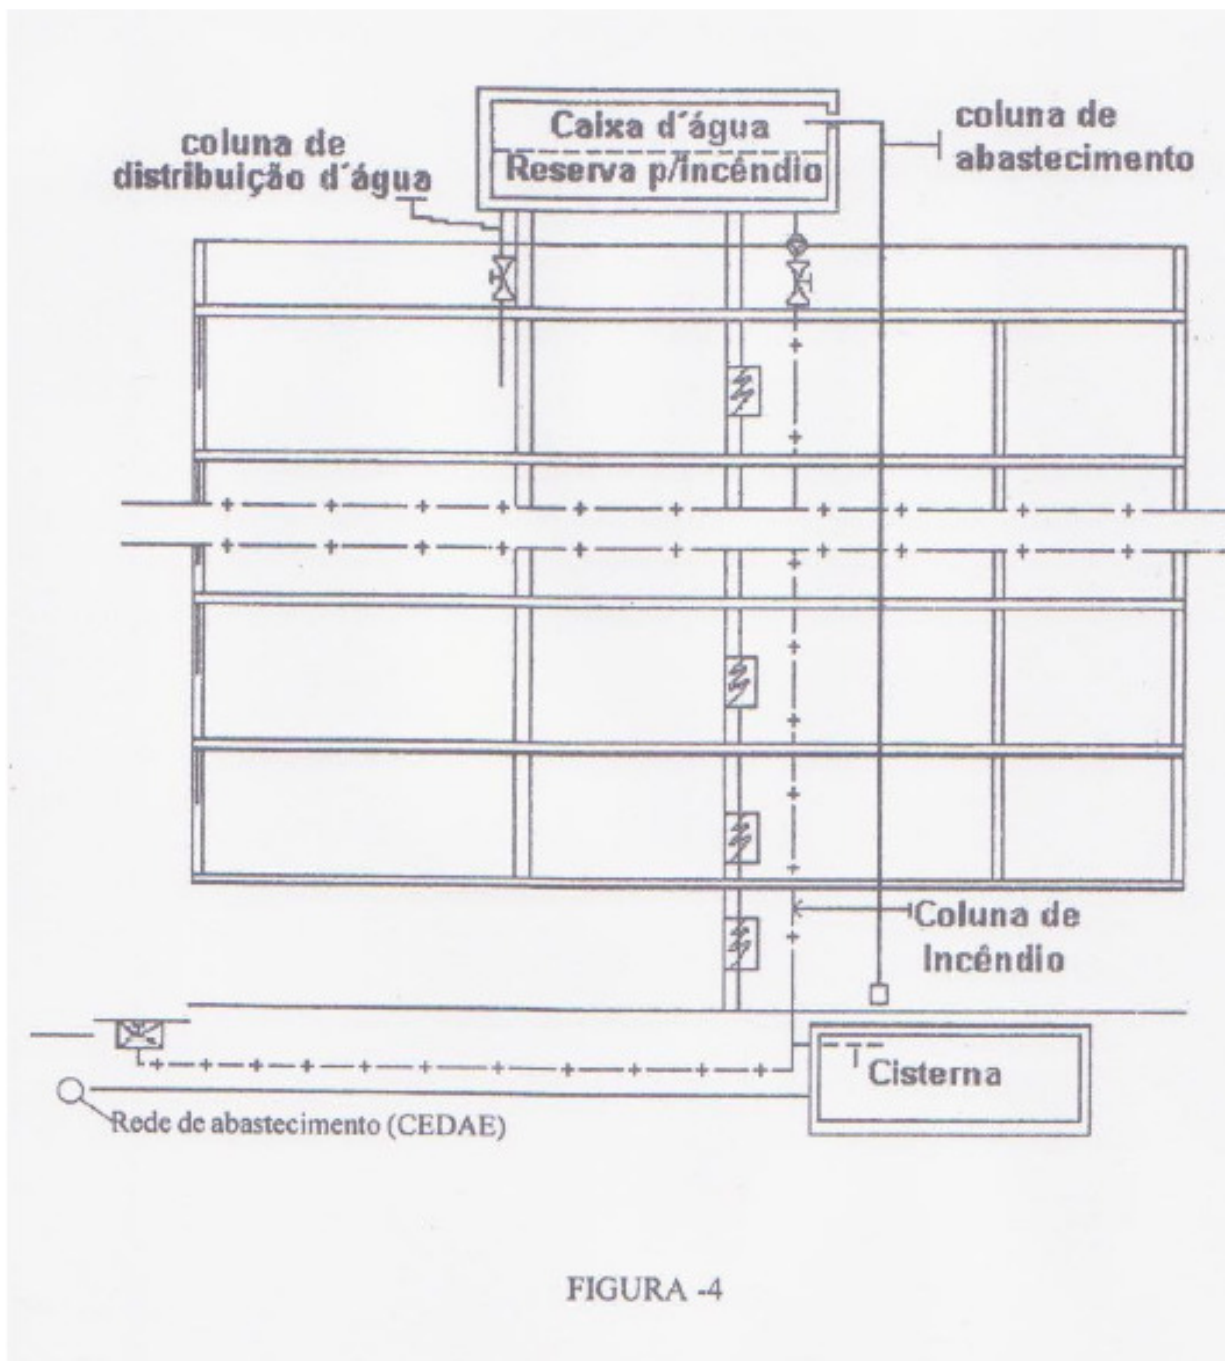 Caixa d´água
Reserva p/incêndio
coluna de
distribuição d´água
coluna de
abastecimento
Coluna de
Incêndio
Cisterna
Rede de abastecimento (CEDAE)
FIGURA -4